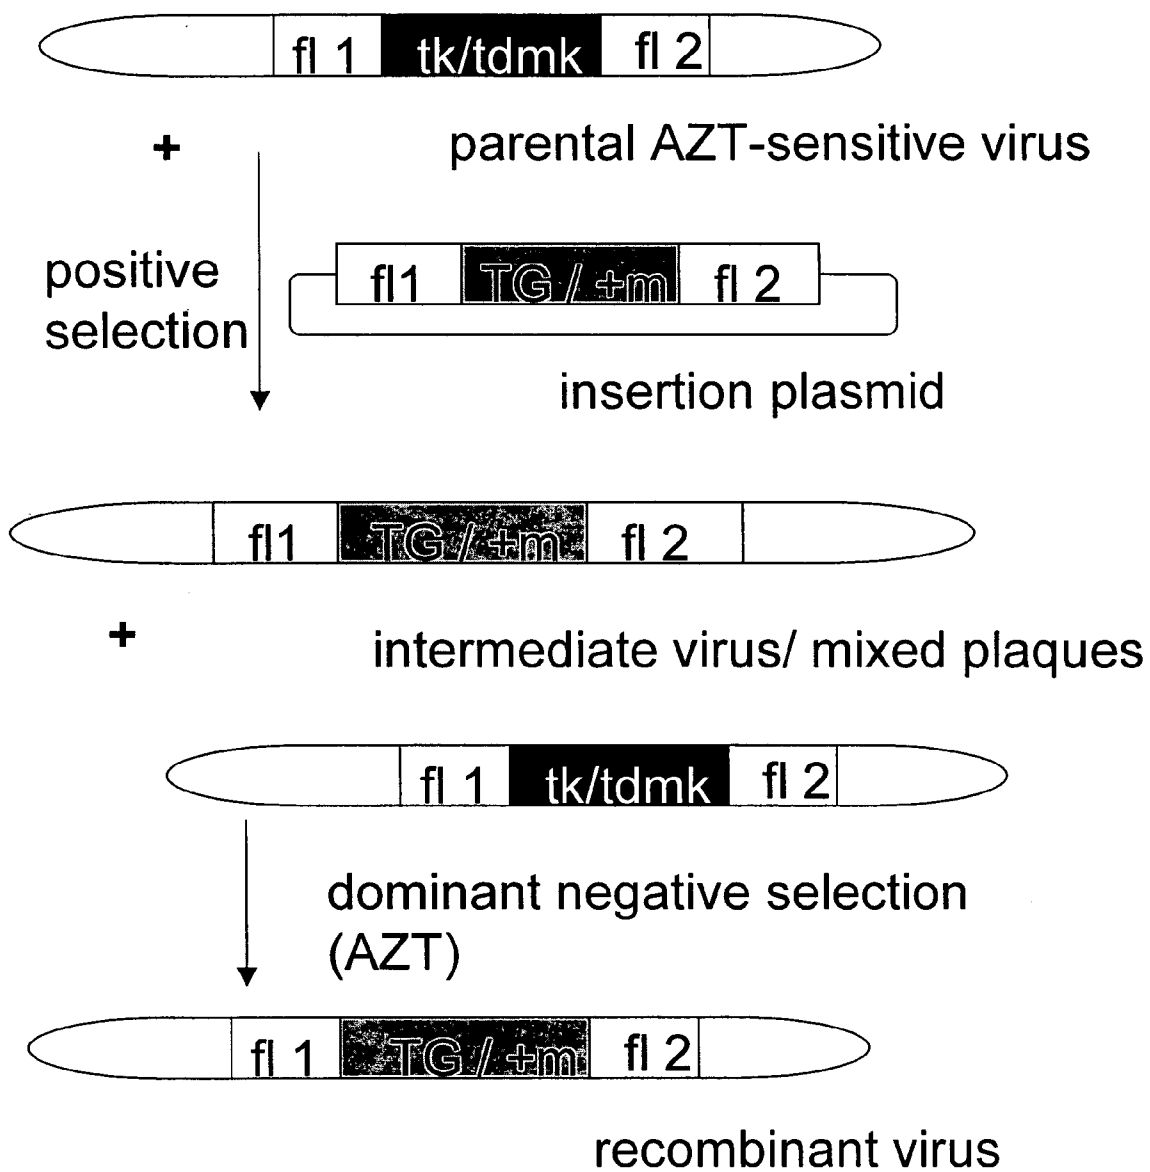 fl 1 tk/tdmk fl 2
+
parental AZT-sensitive virus
positive
selection
fl1 TG / +m fl 2
insertion plasmid
fl1 TG / +m fl 2
+
intermediate virus/ mixed plaques
fl 1 tk/tdmk fl 2
dominant negative selection
(AZT)
fl 1 TG / +m fl 2
recombinant virus